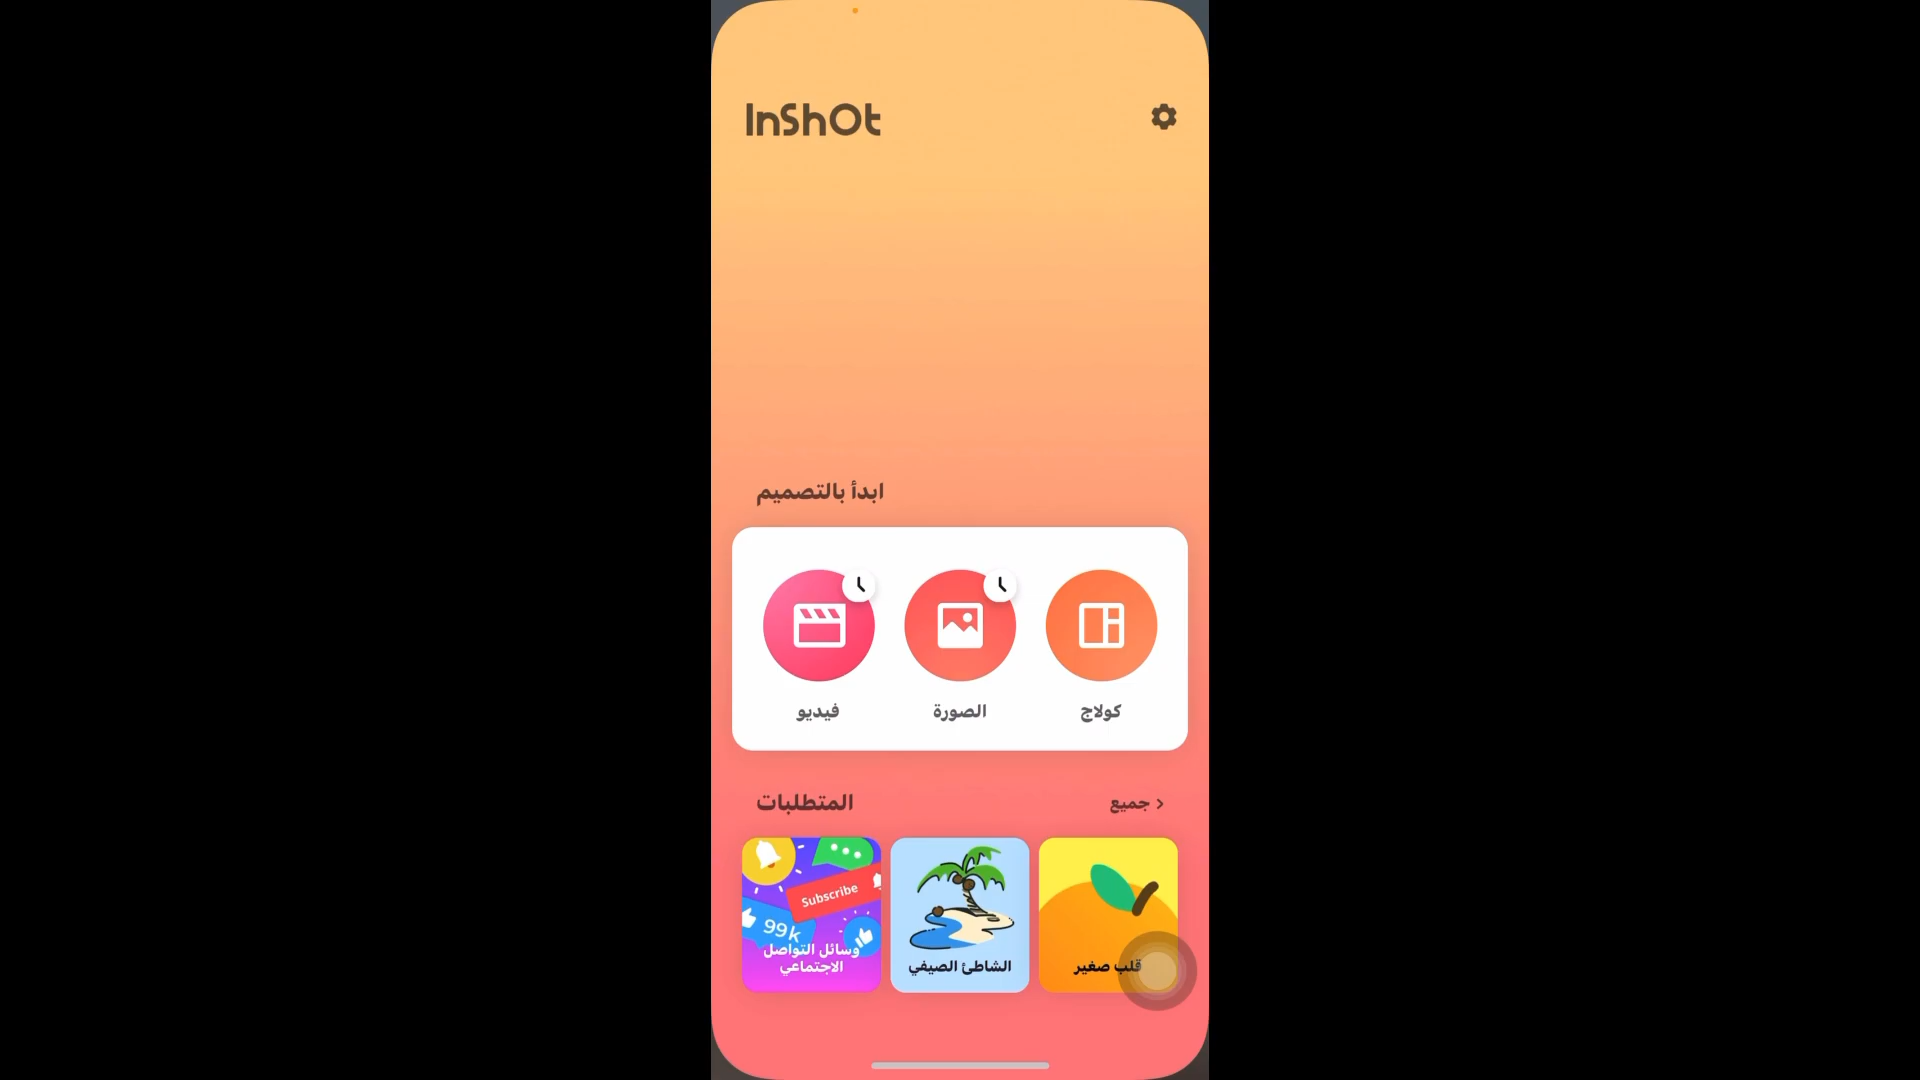 InShOt
ابدأ بالتصميم
فيديو
الصورة
كولاج
المتطلبات
جميع
Subscribe
99k
وسائل التواصل
الاجتماعي
الشاطئ الصيفي
قلب صغير